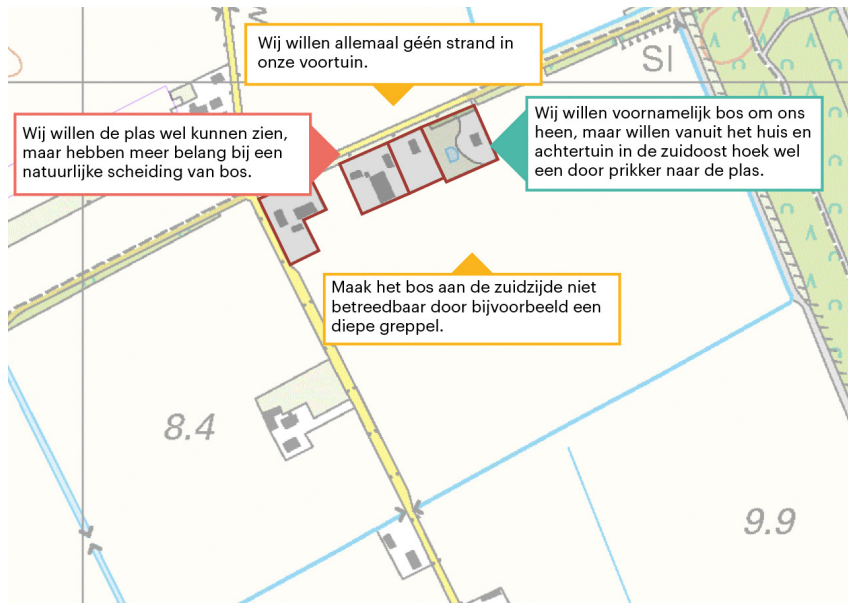 Wij willen allemaal géén strand in
onze voortuin.
SI
Wij willen de plas wel kunnen zien,
maar hebben meer belang bij een
natuurlijke scheiding van bos.
Wij willen voornamelijk bos om ons
heen, maar willen vanuit het huis en
achtertuin in de zuidoost hoek wel
een door prikker naar de plas.
Maak het bos aan de zuidzijde niet
betreedbaar door bijvoorbeeld een
diepe greppel.
8.4
9.9